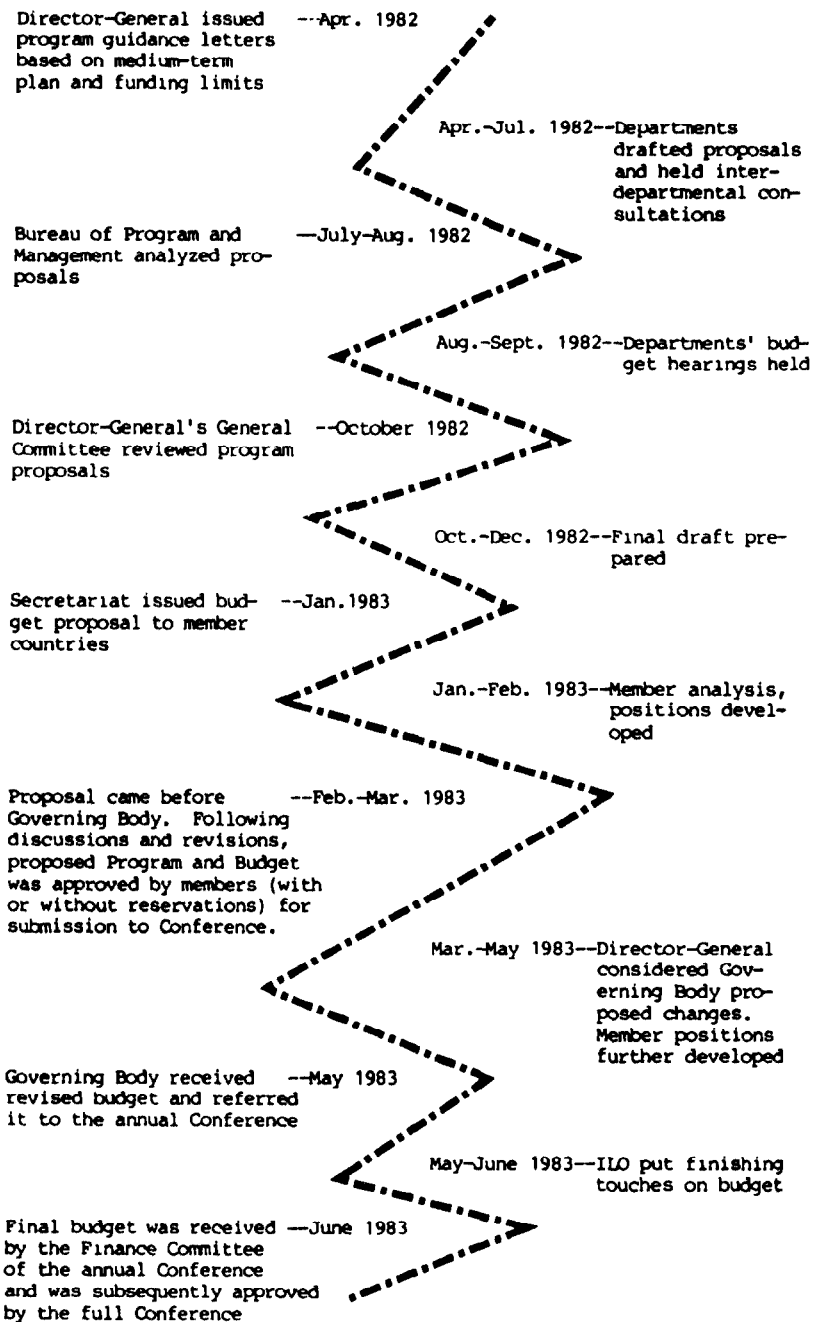 Director-General issued ---Apr. 1982
program guidance letters
based on medium-term
plan and funding limits
Apr.-Jul. 1982--Departments
drafted proposals
and held inter-
departmental con-
sultations
Bureau of Program and --July-Aug. 1982
Management analyzed pro-
posals
Aug.-Sept. 1982--Departments' bud-
get hearings held
Director-General's General --October 1982
Committee reviewed program
proposals
Oct.-Dec. 1982--Final draft pre-
pared
Secretariat issued bud- --Jan.1983
get proposal to member
countries
Jan.-Feb. 1983--Member analysis,
positions devel-
oped
Proposal came before --Feb.-Mar. 1983
Governing Body. Following
discussions and revisions,
proposed Program and Budget
was approved by members (with
or without reservations) for
submission to Conference.
Mar.-May 1983--Director-General
considered Gov-
erning Body pro-
posed changes.
Member positions
further developed
Governing Body received --May 1983
revised budget and referred
it to the annual Conference
May-June 1983--ILO put finishing
touches on budget
Final budget was received --June 1983
by the Finance Committee
of the annual Conference
and was subsequently approved
by the full Conference